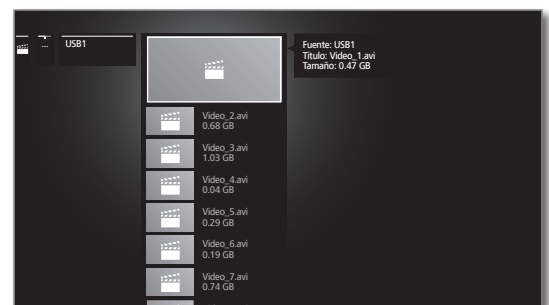 ...
USB1
Fuente: USB1
Titulo: Video_1.avi
Tamaño: 0.47 GB
Video_2.avi
0.68 GB
Video_3.avi
1.03 GB
Video_4.avi
0.04 GB
Video_5.avi
0.29 GB
Video_6.avi
0.19 GB
Video_7.avi
0.74 GB